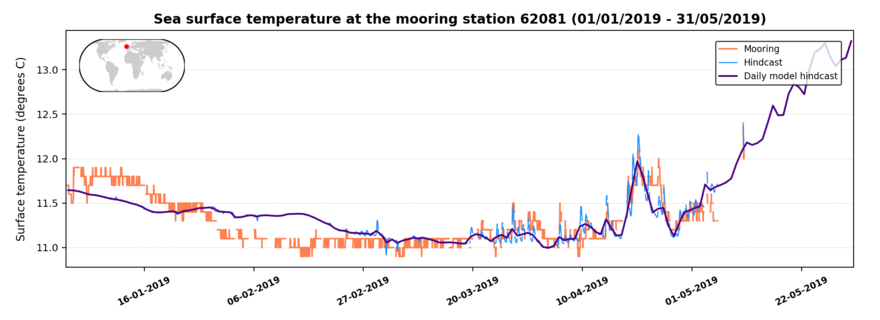 Sea surface temperature at the mooring station 62081 (01/01/2019 - 31/05/2019)
Surface temperature (degrees C)
13.0
12.5
12.0
11.5
11.0
Mooring
Hindcast
Daily model hindcast
16-01-2019
06-02-2019
27-02-2019
20-03-2019
10-04-2019
01-05-2019
22-05-2019